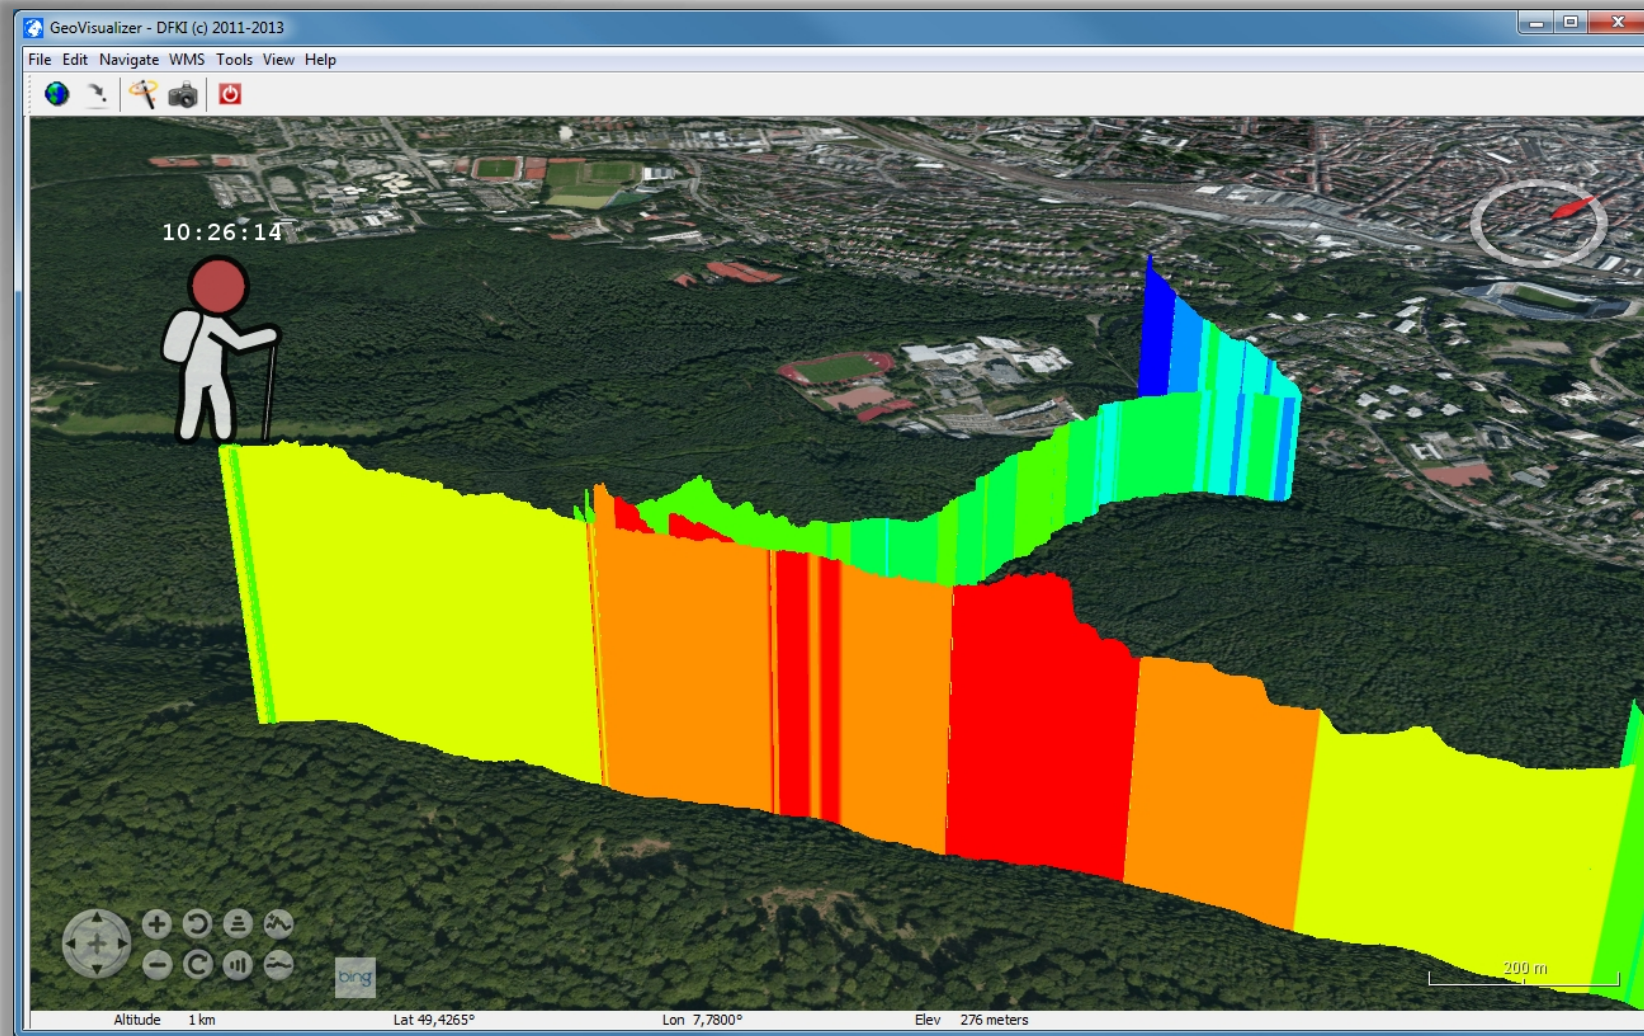 GeoVisualizer - DFKI (c) 2011-2013
File Edit Navigate WMS Tools View Help
10:26:14
bing
200 m
Altitude 1 km Lat 49,4265° Lon 7,7800° Elev 276 meters